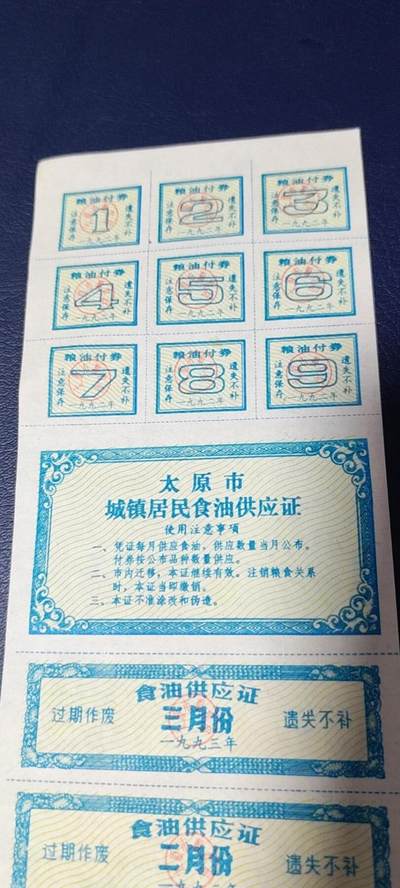 粮油付券 粮油付券 粮油付券
注意保存 1 遗失不补 注意保存 2 遗失不补 注意保存 3 遗失不补
一九九二年 一九九二年 一九九二年
粮油付券 粮油付券 粮油付券
注意保存 4 遗失不补 注意保存 5 遗失不补 注意保存 6 遗失不补
一九九二年 一九九二年 一九九二年
粮油付券 粮油付券 粮油付券
注意保存 7 遗失不补 注意保存 8 遗失不补 注意保存 9 遗失不补
一九九二年 一九九二年 一九九二年
太原市
城镇居民食油供应证
使用注意事项
一、凭证每月供应食油，供应数量当月公布。
付券按公布品种数量供应。
二、市内迁移，本证继续有效。注销粮食关系
时，本证当即缴销。
三、本证不准涂改和伪造。
食油供应证
过期作废 三月份 遗失不补
一九九三年
食油供应证
过期作废 二月份 遗失不补